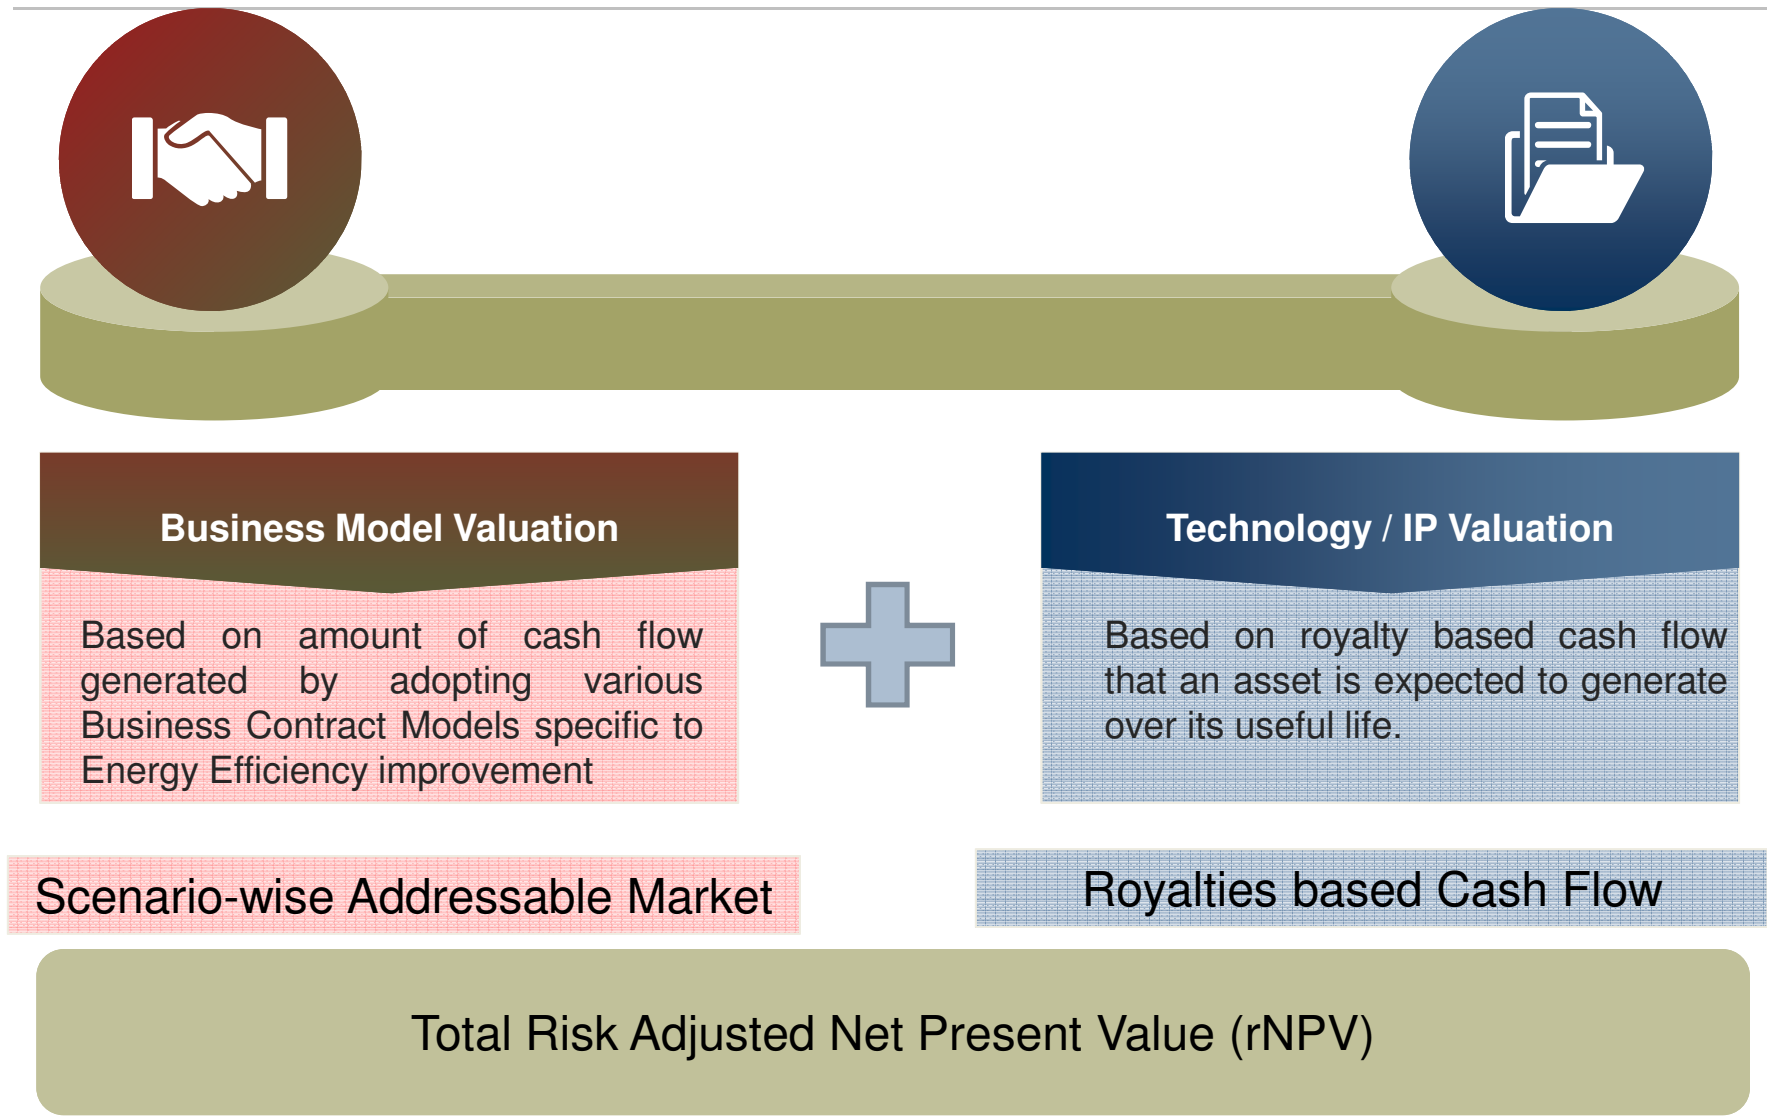 Business Model Valuation
Based on amount of cash flow
generated by adopting various
Business Contract Models specific to
Energy Efficiency improvement
Technology / IP Valuation
Based on royalty based cash flow
that an asset is expected to generate
over its useful life.
Scenario-wise Addressable Market
Royalties based Cash Flow
Total Risk Adjusted Net Present Value (rNPV)